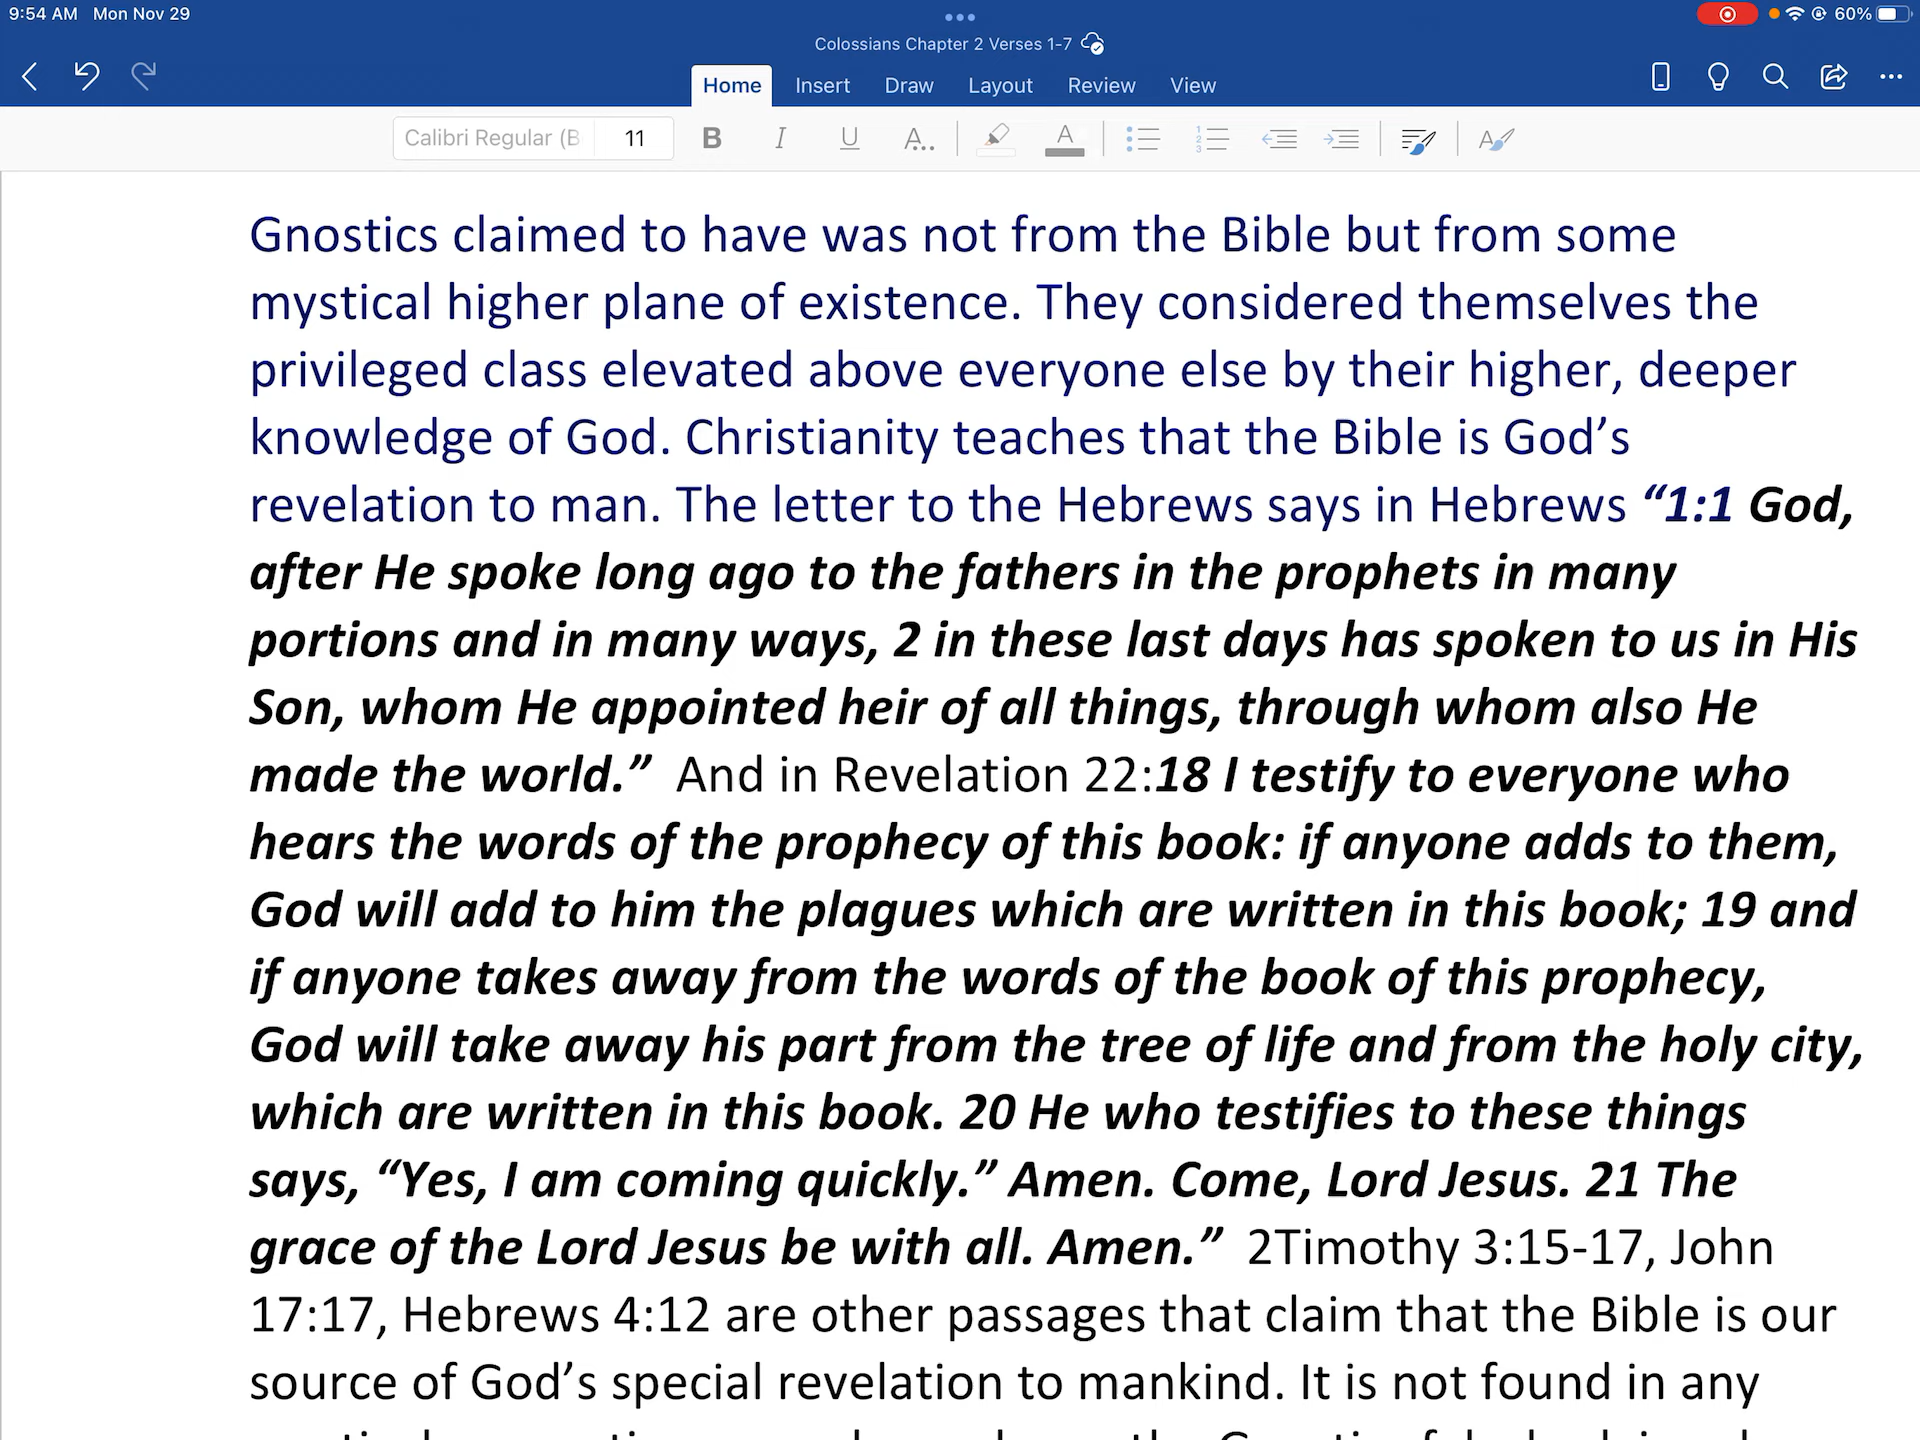 9:54 AM Mon Nov 29
60%
Colossians Chapter 2 Verses 1-7
Home Insert Draw Layout Review View
Calibri Regular (B 11 B I U A..
Gnostics claimed to have was not from the Bible but from some
mystical higher plane of existence. They considered themselves the
privileged class elevated above everyone else by their higher, deeper
knowledge of God. Christianity teaches that the Bible is God’s
revelation to man. The letter to the Hebrews says in Hebrews “1:1 God,
after He spoke long ago to the fathers in the prophets in many
portions and in many ways, 2 in these last days has spoken to us in His
Son, whom He appointed heir of all things, through whom also He
made the world.” And in Revelation 22:18 I testify to everyone who
hears the words of the prophecy of this book: if anyone adds to them,
God will add to him the plagues which are written in this book; 19 and
if anyone takes away from the words of the book of this prophecy,
God will take away his part from the tree of life and from the holy city,
which are written in this book. 20 He who testifies to these things
says, “Yes, I am coming quickly.” Amen. Come, Lord Jesus. 21 The
grace of the Lord Jesus be with all. Amen.” 2Timothy 3:15-17, John
17:17, Hebrews 4:12 are other passages that claim that the Bible is our
source of God’s special revelation to mankind. It is not found in any